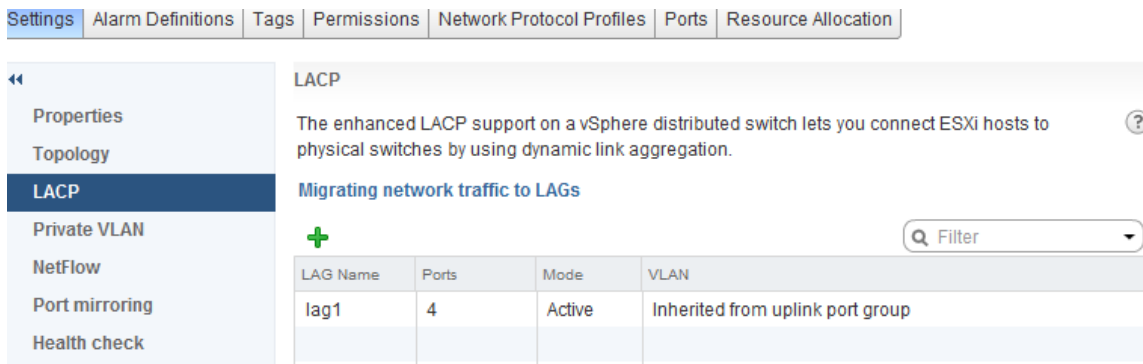 Settings Alarm Definitions Tags Permissions Network Protocol Profiles Ports Resource Allocation
Properties
Topology
LACP
Private VLAN
NetFlow
Port mirroring
Health check
LACP
The enhanced LACP support on a vSphere distributed switch lets you connect ESXi hosts to
physical switches by using dynamic link aggregation.
?
Migrating network traffic to LAGs
Filter
LAG Name Ports Mode VLAN
lag1 4 Active Inherited from uplink port group